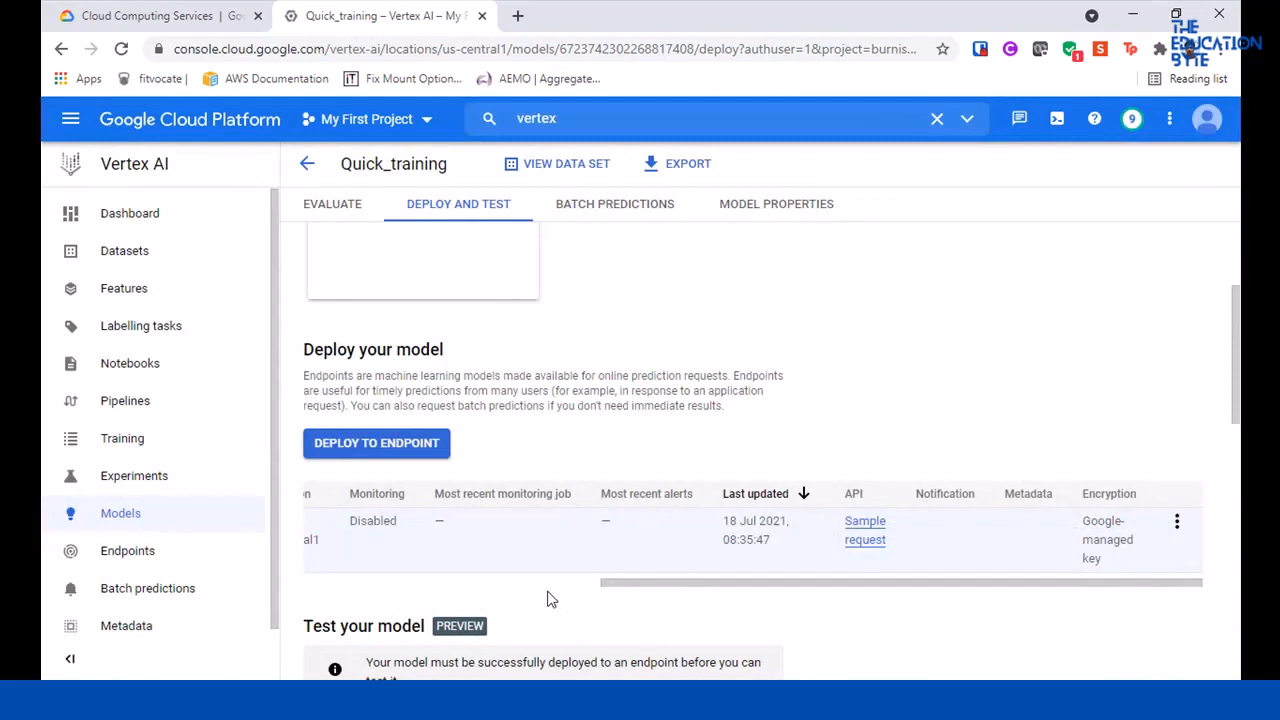 Cloud Computing Services | Go
Quick_training – Vertex AI – My F
THE
EDUCATION
BYTE
console.cloud.google.com/vertex-ai/locations/us-central1/models/6723742302268817408/deploy?authuser=1&project=burnis...
1
Apps
fitvocate |
AWS Documentation
Fix Mount Option...
AEMO | Aggregate...
Reading list
Google Cloud Platform
My First Project
vertex
9
Vertex AI
Quick_training
VIEW DATA SET
EXPORT
EVALUATE
DEPLOY AND TEST
BATCH PREDICTIONS
MODEL PROPERTIES
Dashboard
Datasets
Features
Labelling tasks
Notebooks
Pipelines
Training
Experiments
Models
Endpoints
Batch predictions
Metadata
Deploy your model
Endpoints are machine learning models made available for online prediction requests. Endpoints
are useful for timely predictions from many users (for example, in response to an application
request). You can also request batch predictions if you don't need immediate results.
DEPLOY TO ENDPOINT
n Monitoring Most recent monitoring job Most recent alerts Last updated API Notification Metadata Encryption
Disabled – – 18 Jul 2021, Sample Google-
al1 08:35:47 request managed
key
Test your model PREVIEW
Your model must be successfully deployed to an endpoint before you can
test it